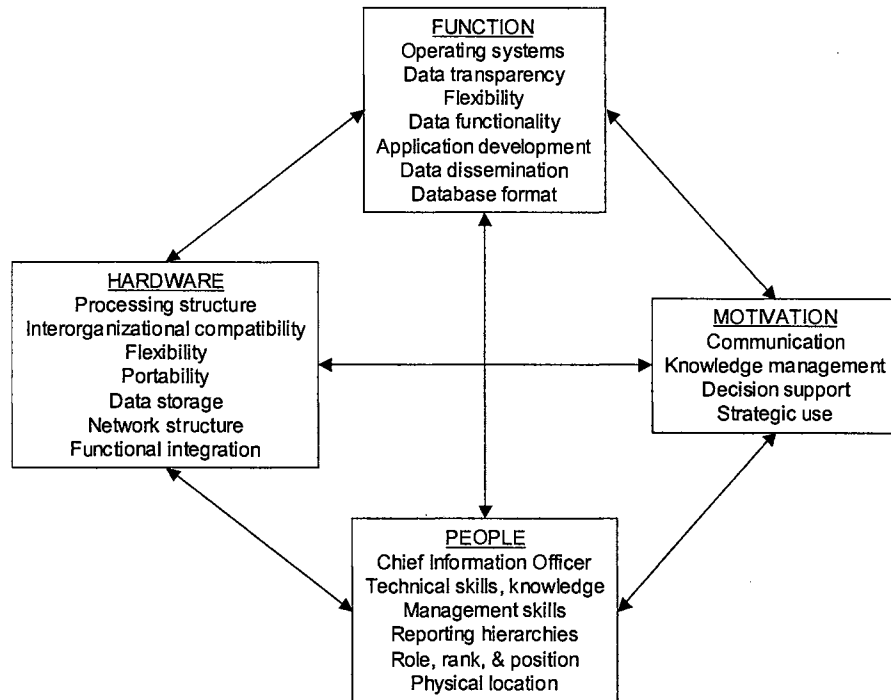 FUNCTION
Operating systems
Data transparency
Flexibility
Data functionality
Application development
Data dissemination
Database format
HARDWARE
Processing structure
Interorganizational compatibility
Flexibility
Portability
Data storage
Network structure
Functional integration
MOTIVATION
Communication
Knowledge management
Decision support
Strategic use
PEOPLE
Chief Information Officer
Technical skills, knowledge
Management skills
Reporting hierarchies
Role, rank, & position
Physical location